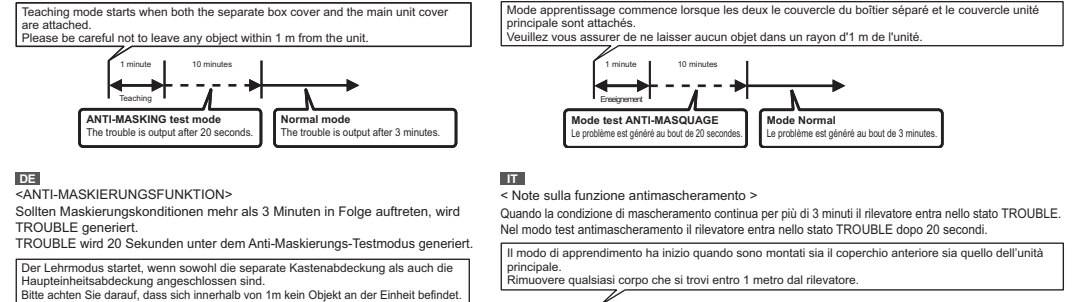 Teaching mode starts when both the separate box cover and the main unit cover
are attached.
Please be careful not to leave any object within 1 m from the unit.
1 minute
10 minutes
Teaching
ANTI-MASKING test mode
The trouble is output after 20 seconds.
Normal mode
The trouble is output after 3 minutes.
Mode apprentissage commence lorsque les deux le couvercle du boîtier séparé et le couvercle unité
principale sont attachés.
Veuillez vous assurer de ne laisser aucun objet dans un rayon d'1 m de l'unité.
1 minute
10 minutes
Enseignement
Mode test ANTI-MASQUAGE
Le problème est généré au bout de 20 secondes.
Mode Normal
Le problème est généré au bout de 3 minutes.
DE
<ANTI-MASKIERUNGSFUNKTION>
Sollten Maskierungskonditionen mehr als 3 Minuten in Folge auftreten, wird
TROUBLE generiert.
TROUBLE wird 20 Sekunden unter dem Anti-Maskierungs-Testmodus generiert.
Der Lehrmodus startet, wenn sowohl die separate Kastenabdeckung als auch die
Haupteinheitsabdeckung angeschlossen sind.
Bitte achten Sie darauf, dass sich innerhalb von 1m kein Objekt an der Einheit befindet.
IT
< Note sulla funzione antimascheramento >
Quando la condizione di mascheramento continua per più di 3 minuti il rilevatore entra nello stato TROUBLE.
Nel modo test antimascheramento il rilevatore entra nello stato TROUBLE dopo 20 secondi.
Il modo di apprendimento ha inizio quando sono montati sia il coperchio anteriore sia quello dell'unità
principale.
Rimuovere qualsiasi corpo che si trovi entro 1 metro dal rilevatore.